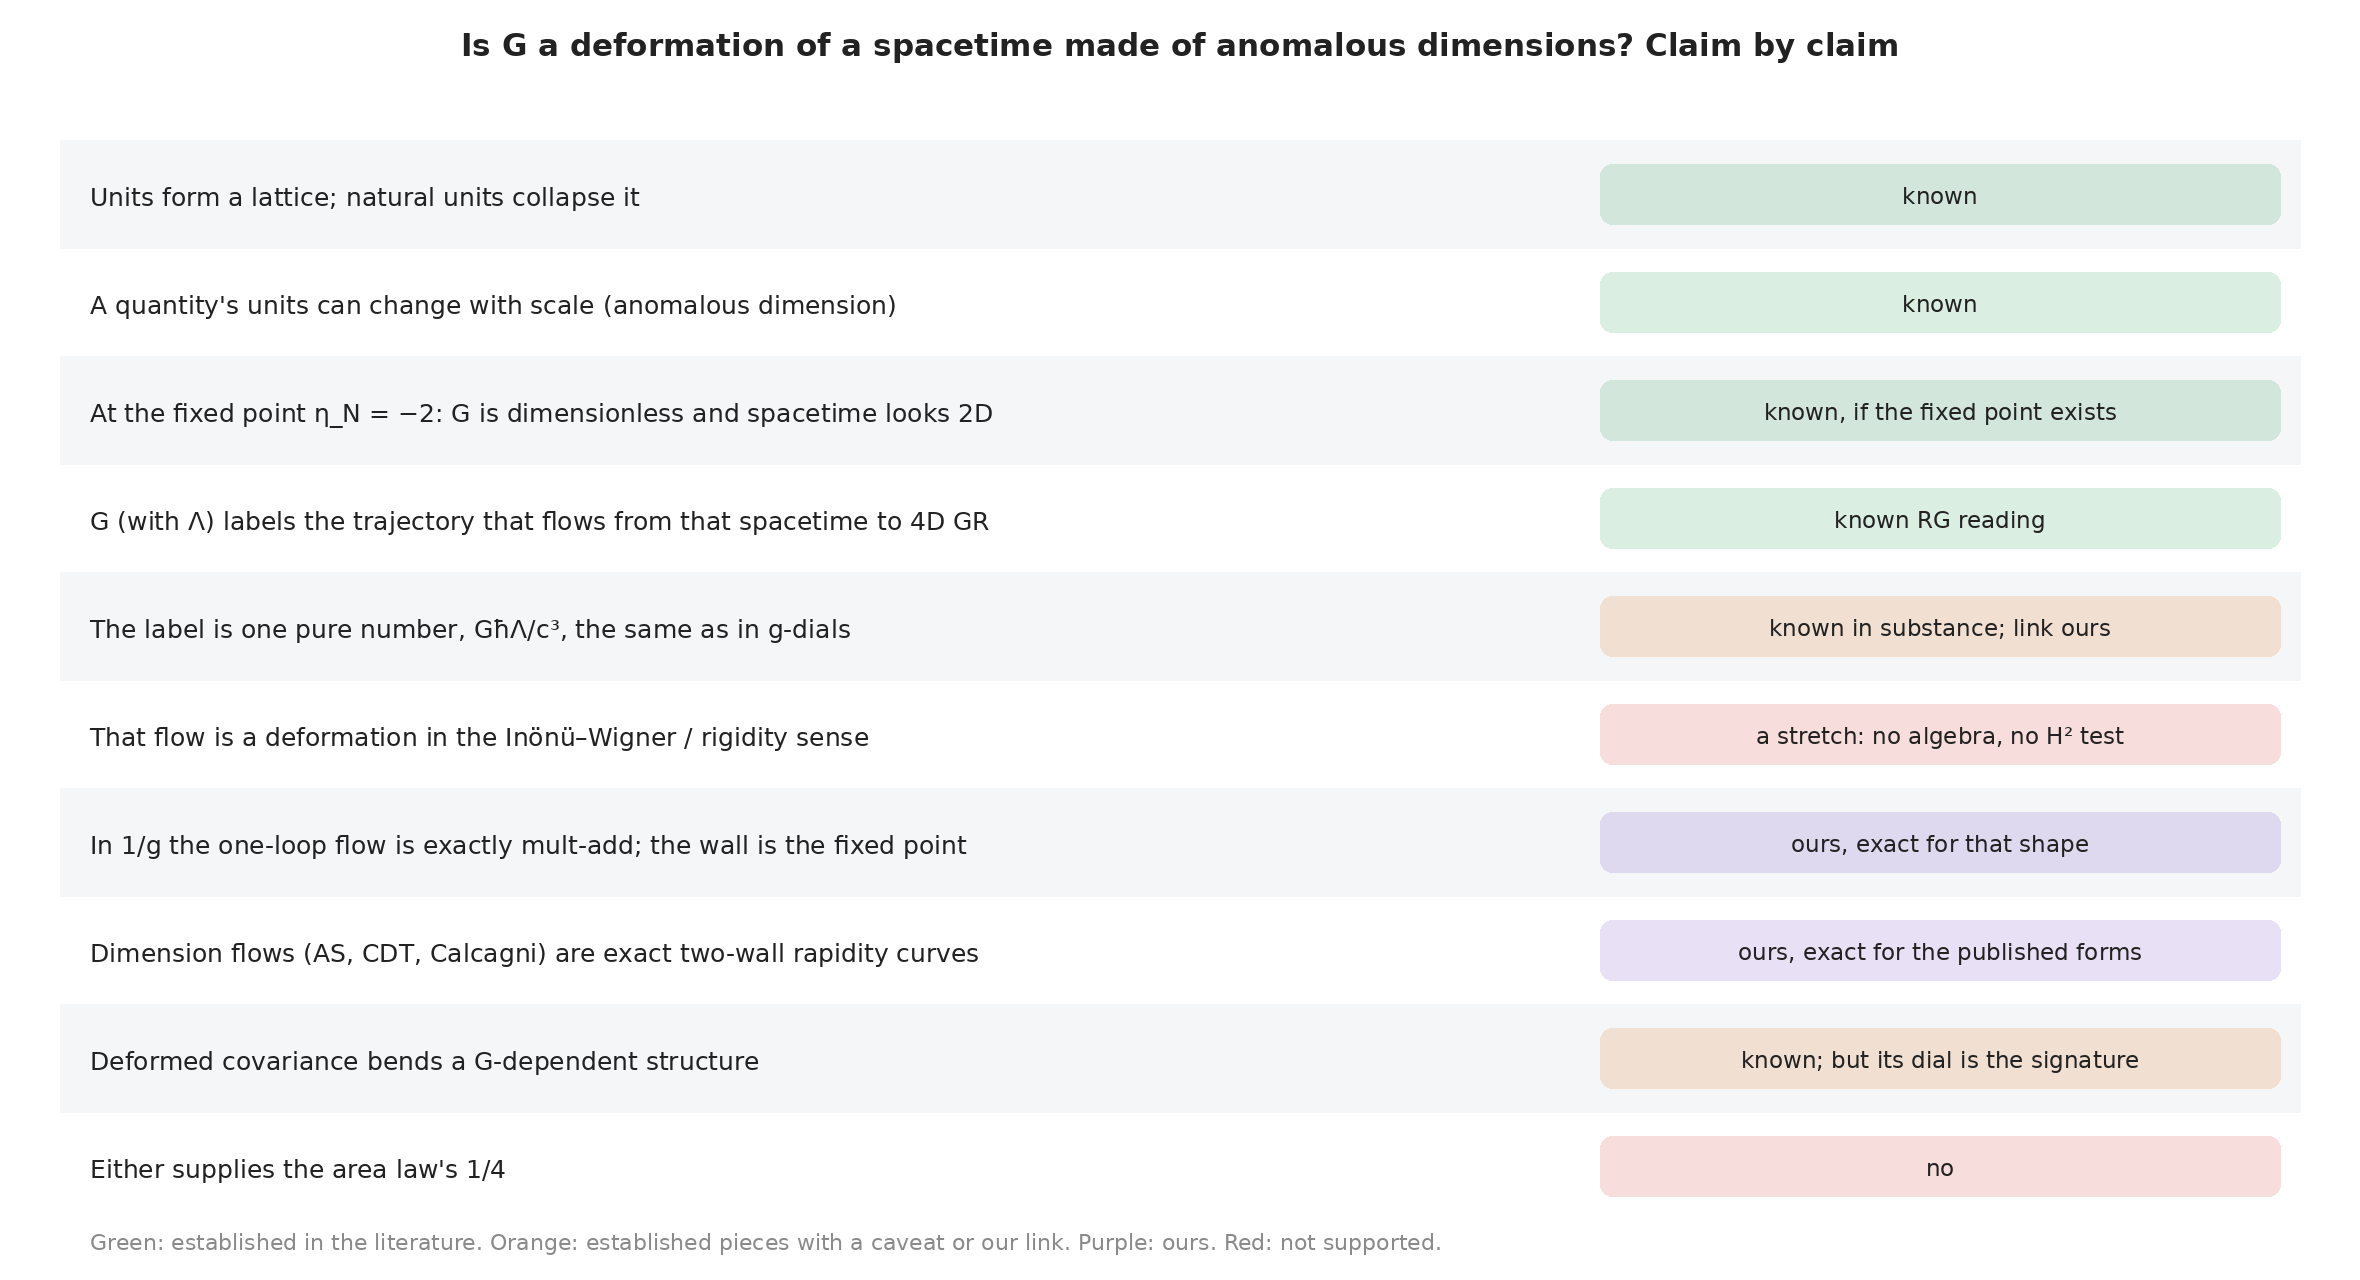 Is G a deformation of a spacetime made of anomalous dimensions? Claim by claim
Units form a lattice; natural units collapse it
known
A quantity's units can change with scale (anomalous dimension)
known
At the fixed point η_N = −2: G is dimensionless and spacetime looks 2D
known, if the fixed point exists
G (with Λ) labels the trajectory that flows from that spacetime to 4D GR
known RG reading
The label is one pure number, GħΛ/c³, the same as in g-dials
known in substance; link ours
That flow is a deformation in the Inönü–Wigner / rigidity sense
a stretch: no algebra, no H² test
In 1/g the one-loop flow is exactly mult-add; the wall is the fixed point
ours, exact for that shape
Dimension flows (AS, CDT, Calcagni) are exact two-wall rapidity curves
ours, exact for the published forms
Deformed covariance bends a G-dependent structure
known; but its dial is the signature
Either supplies the area law's 1/4
no
Green: established in the literature. Orange: established pieces with a caveat or our link. Purple: ours. Red: not supported.